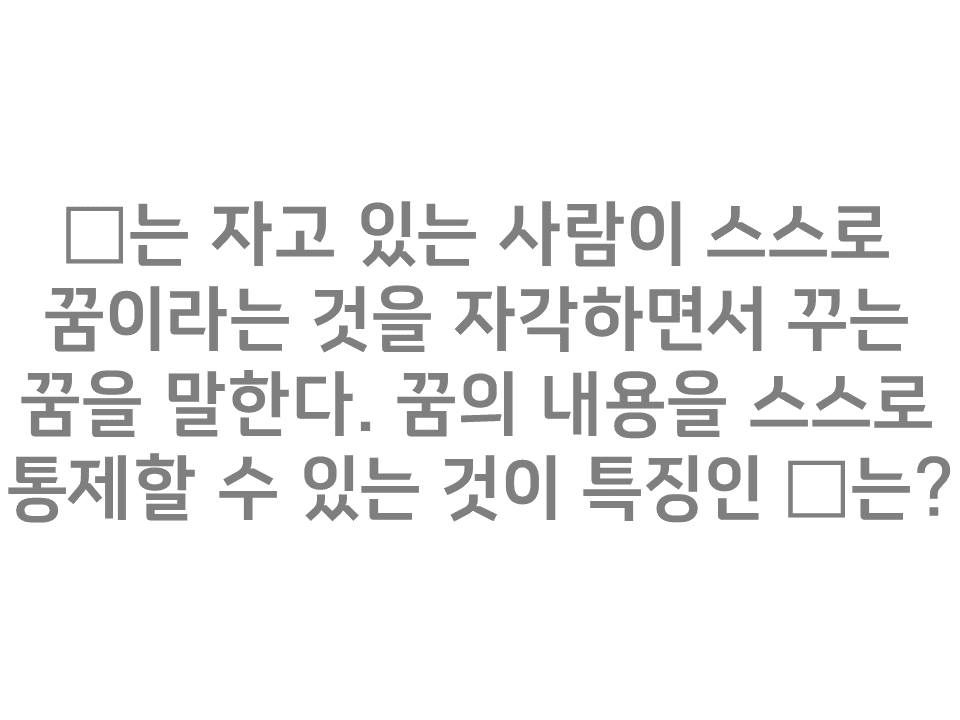 □는 자고 있는 사람이 스스로
꿈이라는 것을 자각하면서 꾸는
꿈을 말한다. 꿈의 내용을 스스로
통제할 수 있는 것이 특징인 □는?